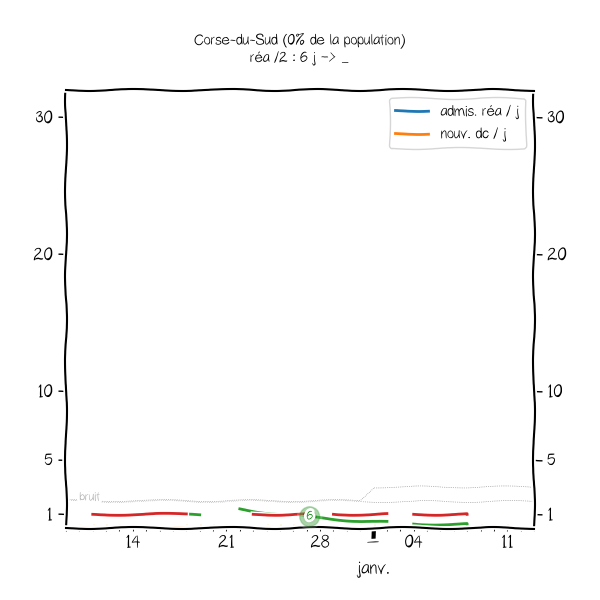 Corse-du-Sud (0% de la population)
réa /2 : 6 j -> _
admis. réa / j
nouv. dc / j
30 30
20 20
10 10
5 5
bruit
1 6 1
14 21 28 1 04 11
janv.